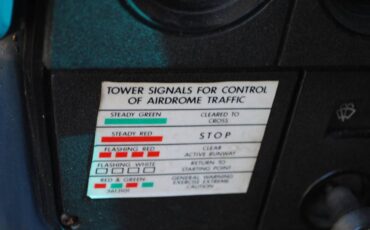 TOWER SIGNALS FOR CONTROL
OF AIRDROME TRAFFIC
STEADY GREEN CLEARED TO
CROSS
STEADY RED STOP
FLASHING RED CLEAR
ACTIVE RUNWAY
FLASHING WHITE RETURN TO
STARTING POINT
RED & GREEN GENERAL WARNING
EXERCISE EXTREME
CAUTION